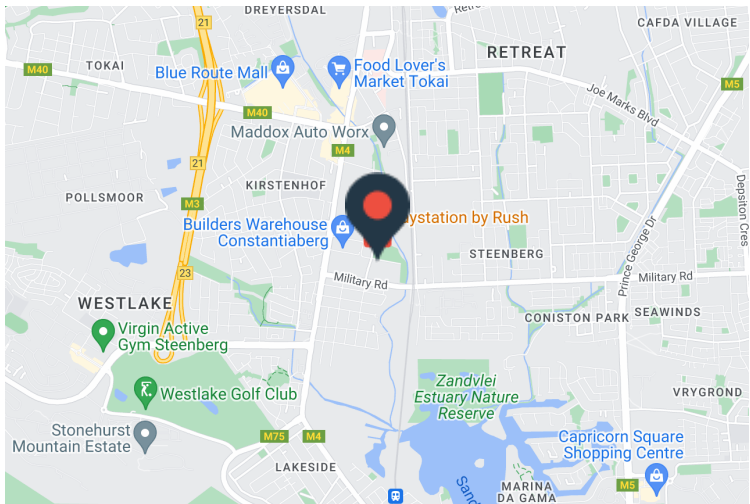 DREYERSDAL
Retro
CAFDA VILLAGE
21
RETREAT
TOKAI
M40
Blue Route Mall
Food Lover's
Market Tokai
M5
Joe Marks Blvd
M40
Maddox Auto Worx
M4
21
KIRSTENHOF
POLLSMOOR
M3
Depsiton Cres
Builders Warehouse
Constantiaberg
ystation by Rush
Prince George Dr
STEENBERG
23
Military Rd
Military Rd
WESTLAKE
CONISTON PARK
SEAWINDS
Virgin Active
Gym Steenberg
Zandvlei
Estuary Nature
Reserve
Westlake Golf Club
VRYGROND
Stonehurst
Mountain Estate
M75
M4
Capricorn Square
Shopping Centre
LAKESIDE
Sand
MARINA
DA GAMA
M5